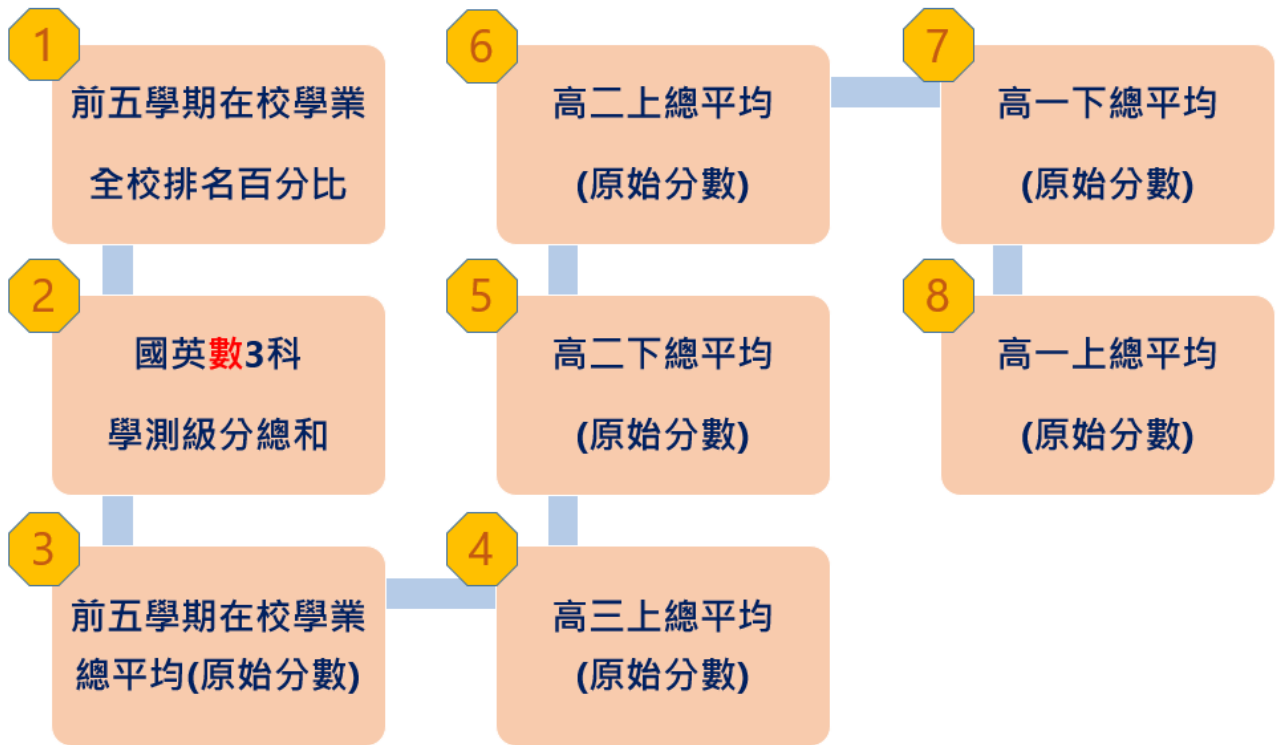 1
前五學期在校學業
全校排名百分比
2
國英數3科
學測級分總和
3
前五學期在校學業
總平均(原始分數)
4
高三上總平均
(原始分數)
5
高二下總平均
(原始分數)
6
高二上總平均
(原始分數)
7
高一下總平均
(原始分數)
8
高一上總平均
(原始分數)